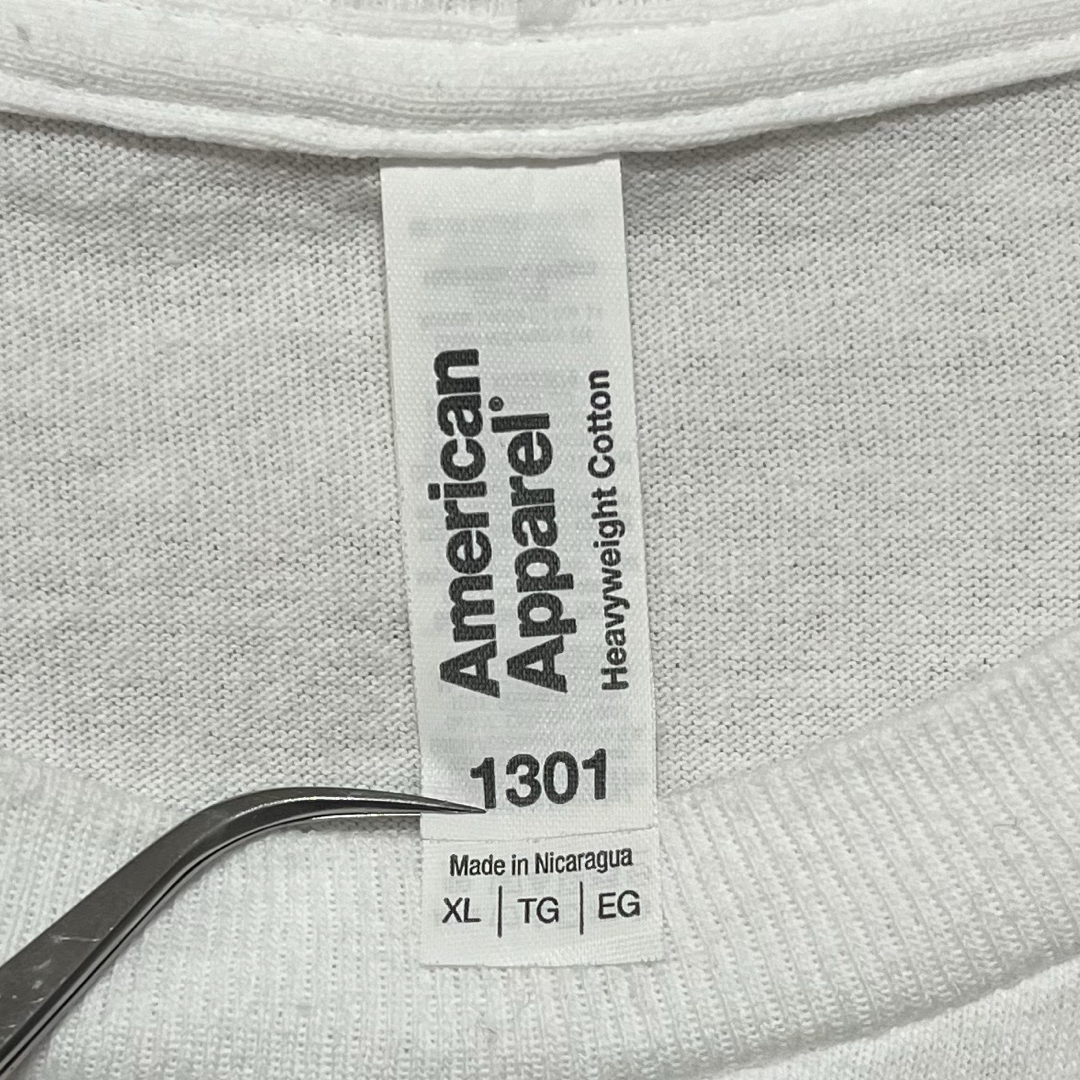 American
Apparel®
Heavyweight Cotton
1301
Made in Nicaragua
XL | TG | EG